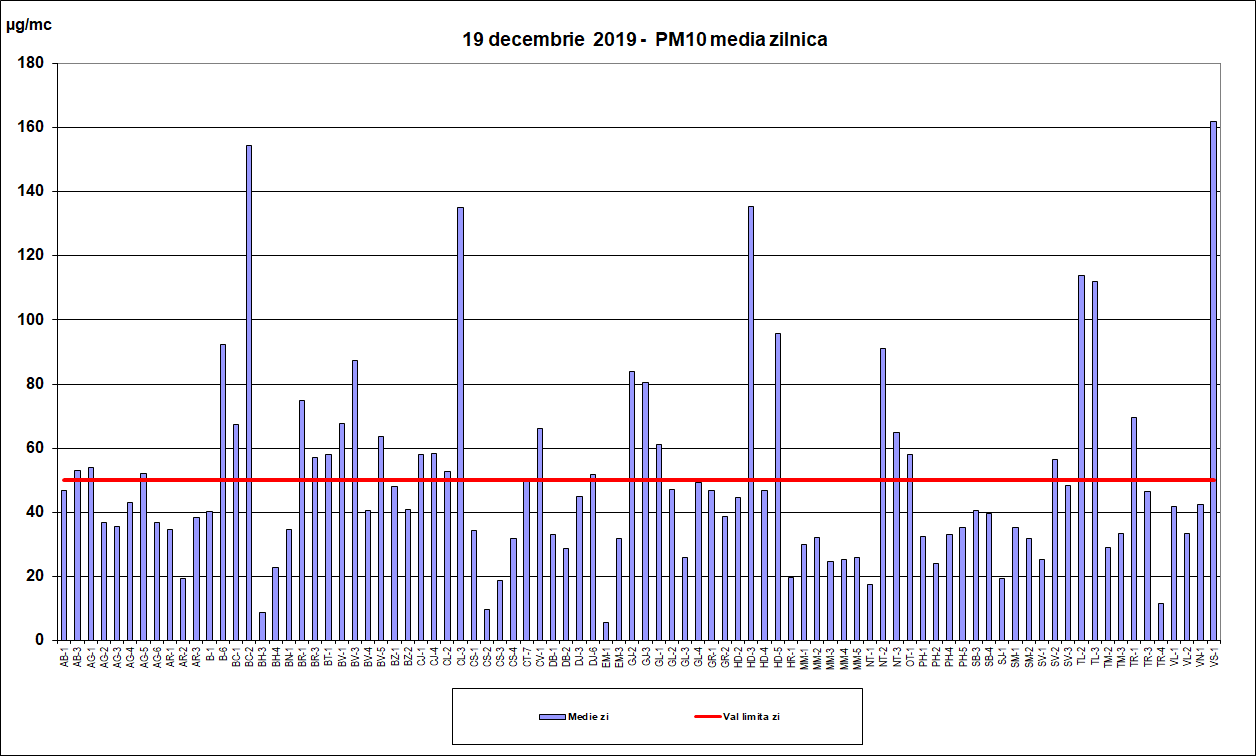 µg/mc
19 decembrie 2019 - PM10 media zilnica
180
160
140
120
100
80
60
40
20
0
AB-1 AB-3 AG-1 AG-2 AG-3 AG-4 AG-5 AG-6 AR-1 AR-2 AR-3 B-1 B-6 BC-1 BC-2 BH-3 BH-4 BN-1 BR-1 BR-3 BT-1 BV-1 BV-3 BV-4 BV-5 BZ-1 BZ-2 CJ-1 CJ-4 CL-2 CL-3 CS-1 CS-2 CS-3 CS-4 CT-7 CV-1 DB-1 DB-2 DJ-3 DJ-6 EM-1 EM-3 GJ-2 GJ-3 GL-1 GL-2 GL-3 GL-4 GR-1 GR-2 HD-2 HD-3 HD-4 HD-5 HR-1 MM-1 MM-2 MM-3 MM-4 MM-5 NT-1 NT-2 NT-3 OT-1 PH-1 PH-2 PH-4 PH-5 SB-3 SB-4 SJ-1 SM-1 SM-2 SV-1 SV-2 SV-3 TL-2 TL-3 TM-2 TM-3 TR-1 TR-4 VL-1 VL-2 VN-1 VS-1
Medie zi Val limita zi